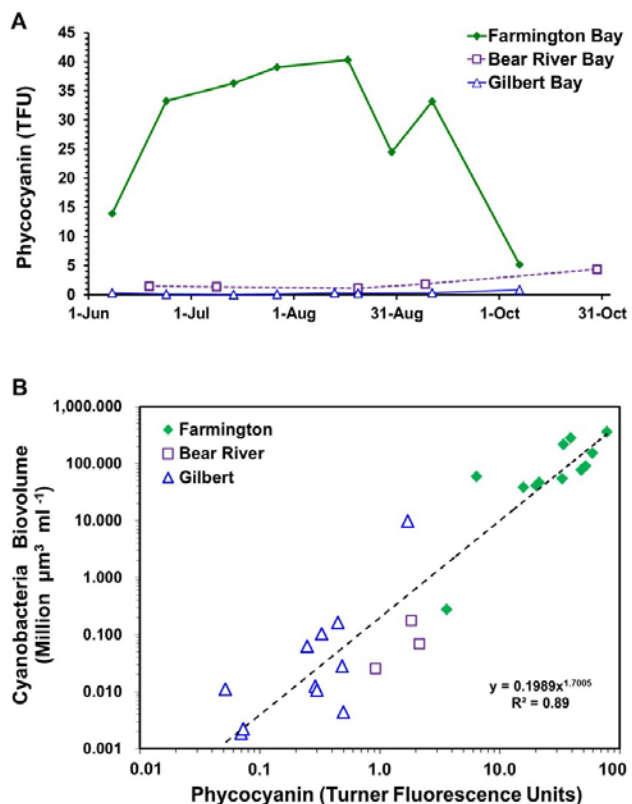 A
Farmington Bay
Bear River Bay
Gilbert Bay
Phycocyanin (TFU)
45
40
35
30
25
20
15
10
5
0
1-Jun 1-Jul 1-Aug 31-Aug 1-Oct 31-Oct
B
Farmington
Bear River
Gilbert
Cyanobacteria Biovolume
(Million µm³ ml⁻¹)
1,000.000
100.000
10.000
1.000
0.100
0.010
0.001
y = 0.1989x^1.7005
R² = 0.89
0.01 0.1 1.0 10.0 100
Phycocyanin (Turner Fluorescence Units)